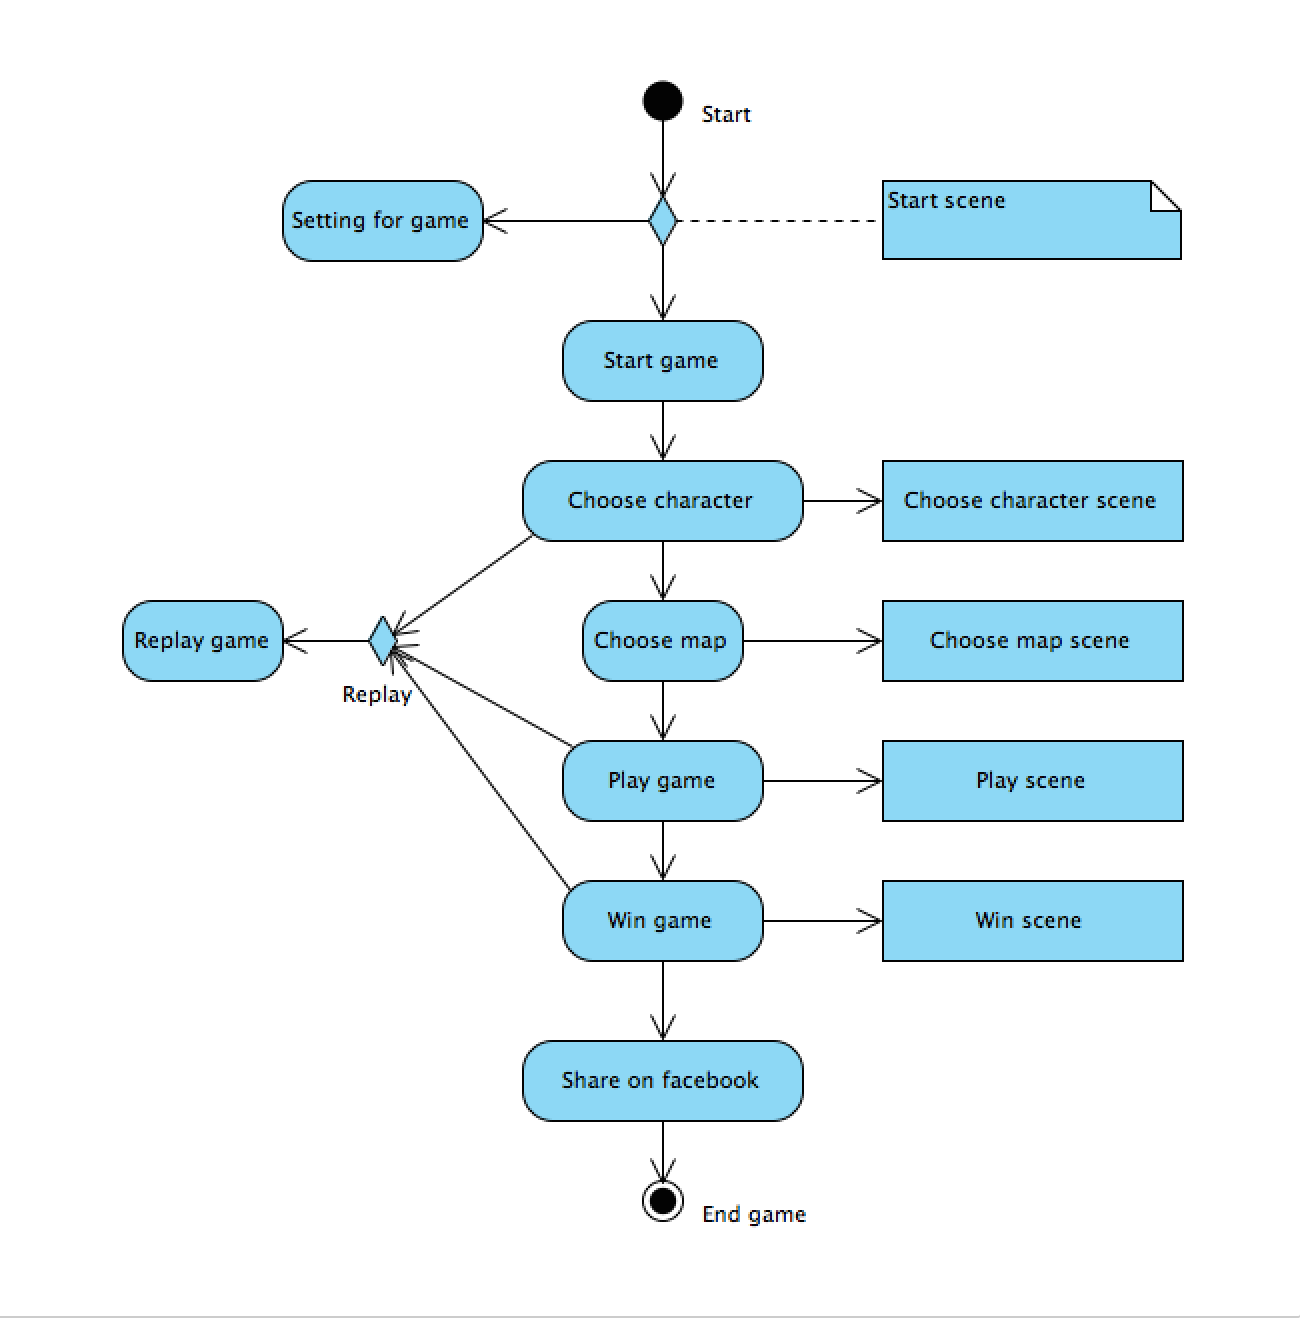 Start
Setting for game
Start scene
Start game
Choose character
Choose character scene
Replay game
Replay
Choose map
Choose map scene
Play game
Play scene
Win game
Win scene
Share on facebook
End game